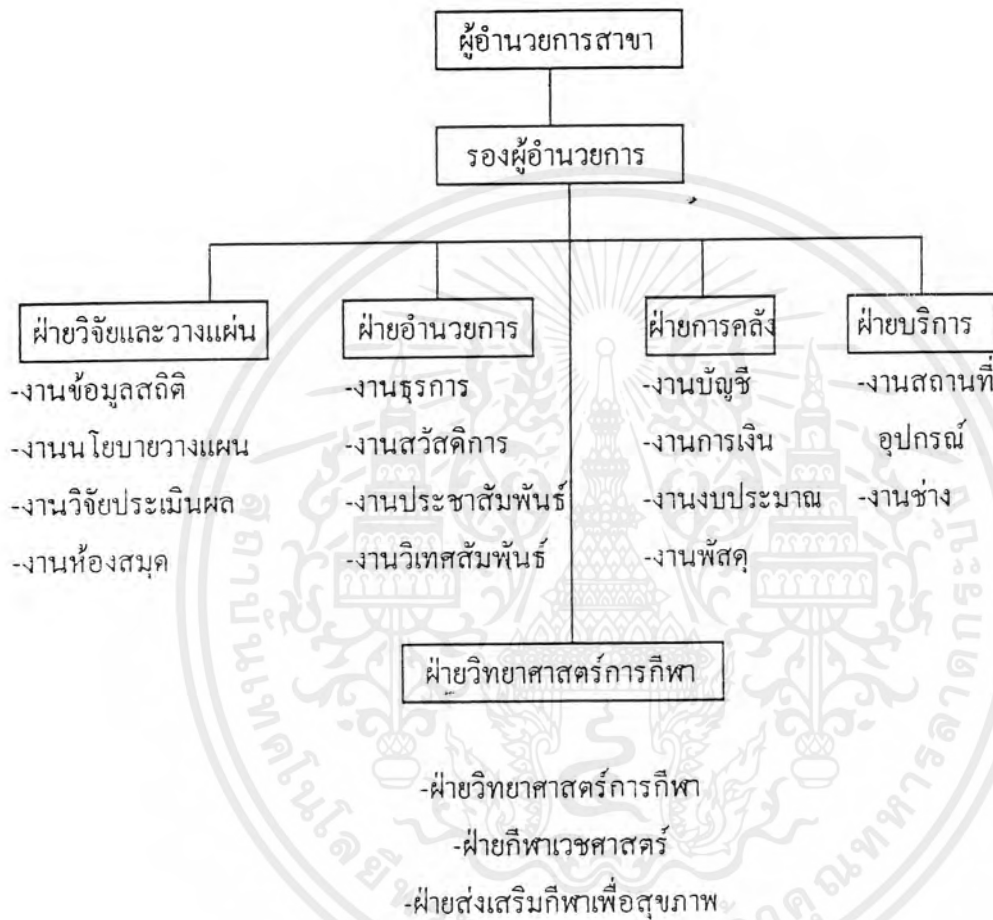 ผู้อำนวยการสาขา
รองผู้อำนวยการ
ฝ่ายวิจัยและวางแผ่น
-งานข้อมูลสถิติ
-งานนโยบายวางแผน
-งานวิจัยประเมินผล
-งานห้องสมุด
ฝ่ายอำนวยการ
-งานธุรการ
-งานสวัสดิการ
-งานประชาสัมพันธ์
-งานวิเทศสัมพันธ์
ฝ่ายการคลัง
-งานบัญชี
-งานการเงิน
-งานงบประมาณ
-งานพัสดุ
ฝ่ายบริการ
-งานสถานที่
อุปกรณ์
-งานช่าง
ฝ่ายวิทยาศาสตร์การกีฬา
-ฝ่ายวิทยาศาสตร์การกีฬา
-ฝ่ายกีฬาเวชศาสตร์
-ฝ่ายส่งเสริมกีฬาเพื่อสุขภาพ